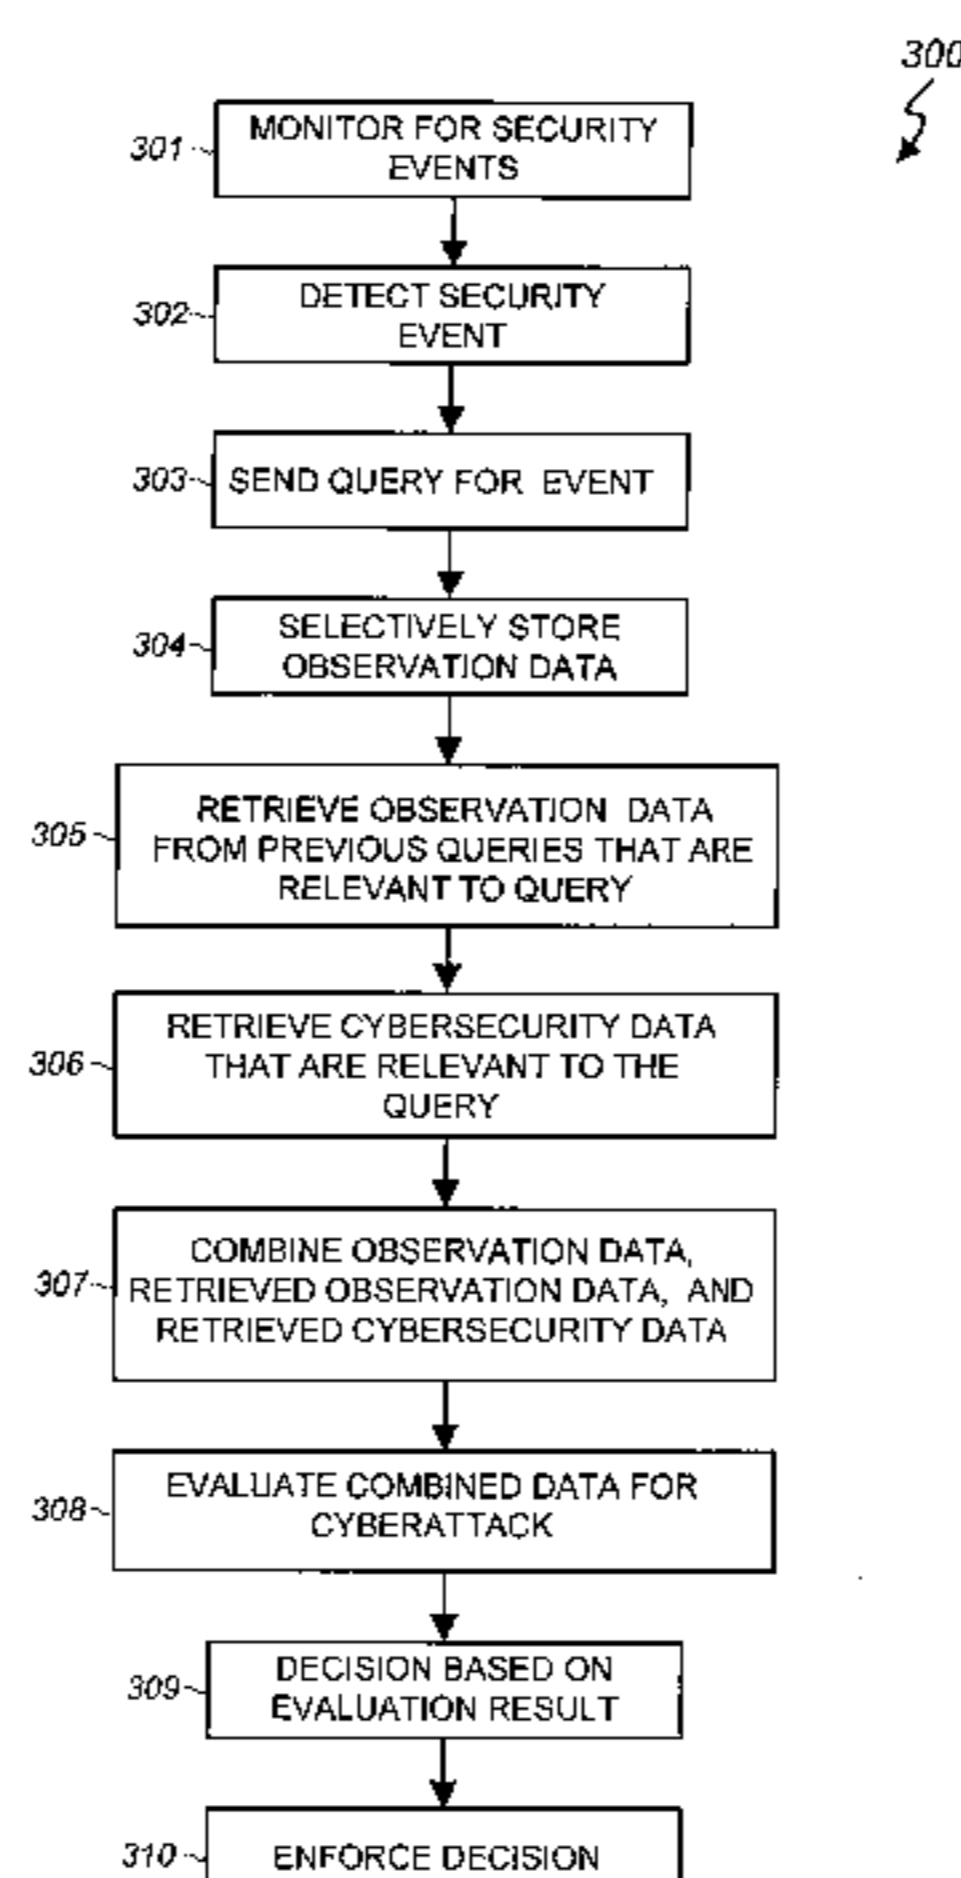 300
301
MONITOR FOR SECURITY
EVENTS
302
DETECT SECURITY
EVENT
303
SEND QUERY FOR EVENT
304
SELECTIVELY STORE
OBSERVATION DATA
305
RETRIEVE OBSERVATION DATA
FROM PREVIOUS QUERIES THAT ARE
RELEVANT TO QUERY
306
RETRIEVE CYBERSECURITY DATA
THAT ARE RELEVANT TO THE
QUERY
307
COMBINE OBSERVATION DATA,
RETRIEVED OBSERVATION DATA, AND
RETRIEVED CYBERSECURITY DATA
308
EVALUATE COMBINED DATA FOR
CYBERATTACK
309
DECISION BASED ON
EVALUATION RESULT
310
ENFORCE DECISION